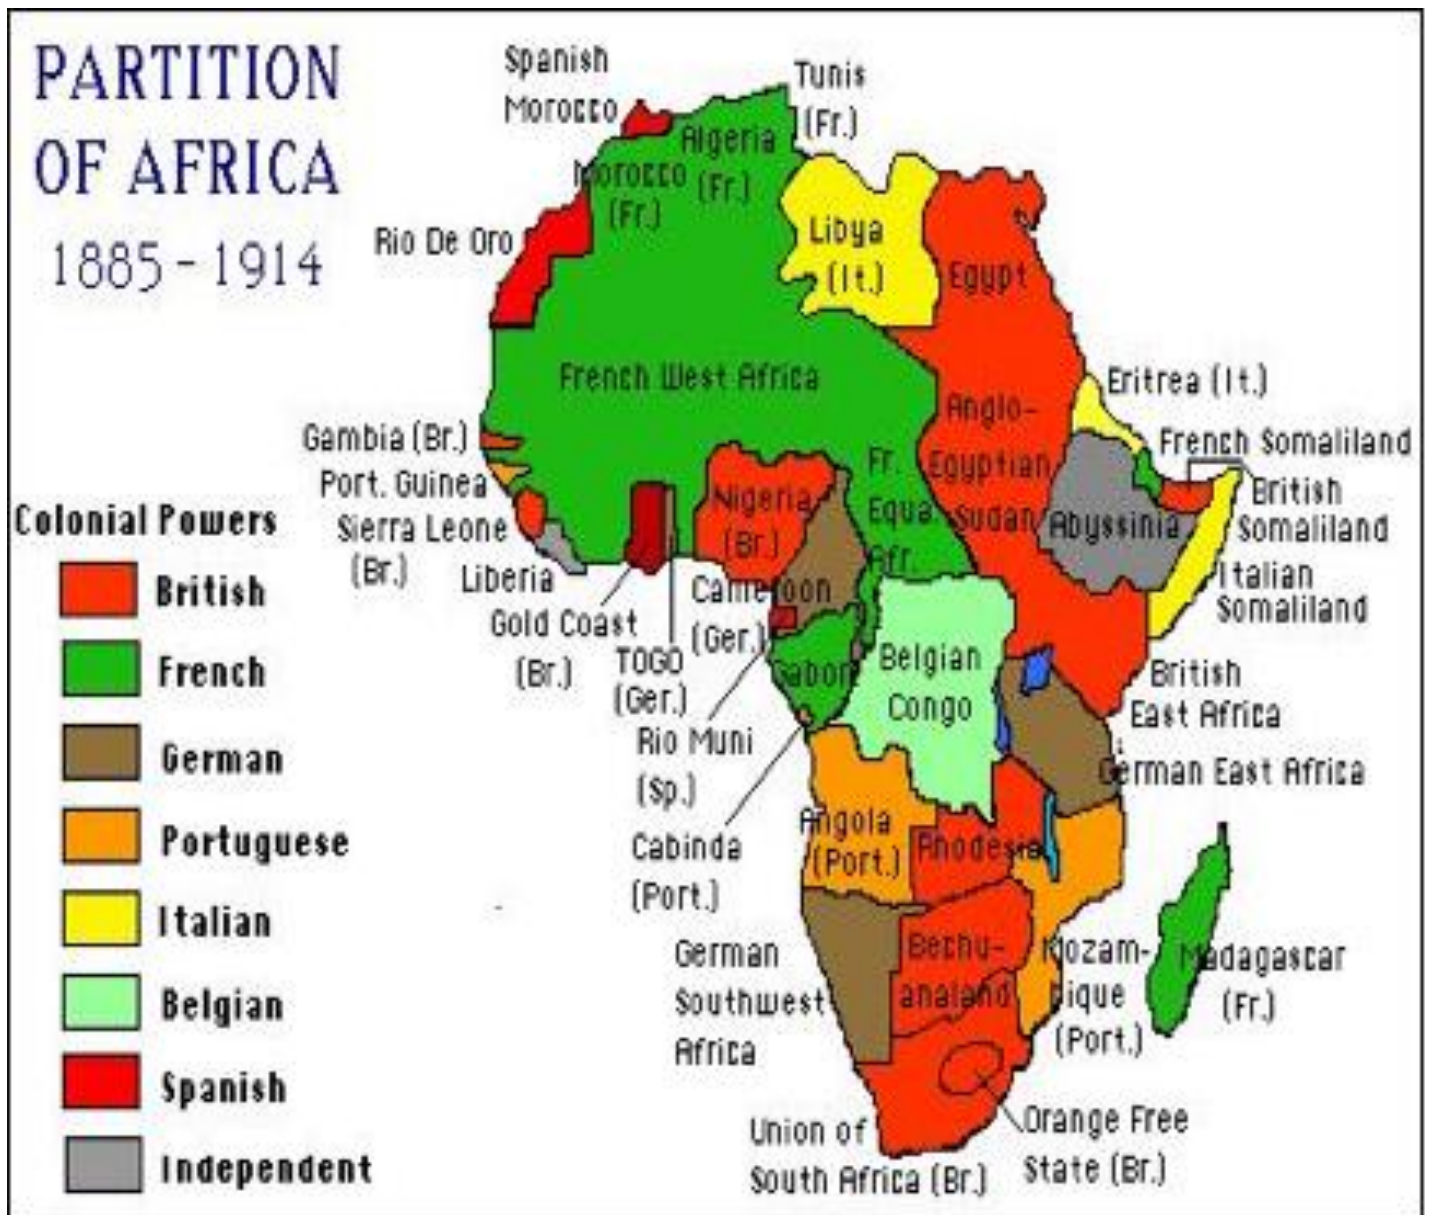 PARTITION
OF AFRICA
1885-1914
Spanish
Morocco
Tunis
(Fr.)
Algeria
(Fr.)
Morocco
(Fr.)
Rio De Oro
Libya
(It.)
Egypt
French West Africa
Anglo-
Egyptian
Sudan
Eritrea (It.)
French Somaliland
British
Somaliland
Italian
Somaliland
Abyssinia
Gambia (Br.)
Port. Guinea
Sierra Leone
(Br.)
Liberia
Gold Coast
(Br.)
TOGO
(Ger.)
Nigeria
(Br.)
Cameroon
(Ger.)
Fr.
Equa.
Afr.
Rio Muni
(Sp.)
Gabon
Cabinda
(Port.)
Belgian
Congo
British
East Africa
German East Africa
Angola
(Port.)
Rhodesia
German
Southwest
Africa
Bechu-
analand
Mozam-
bique
(Port.)
Madagascar
(Fr.)
Union of
South Africa (Br.)
Orange Free
State (Br.)
Colonial Powers
British
French
German
Portuguese
Italian
Belgian
Spanish
Independent